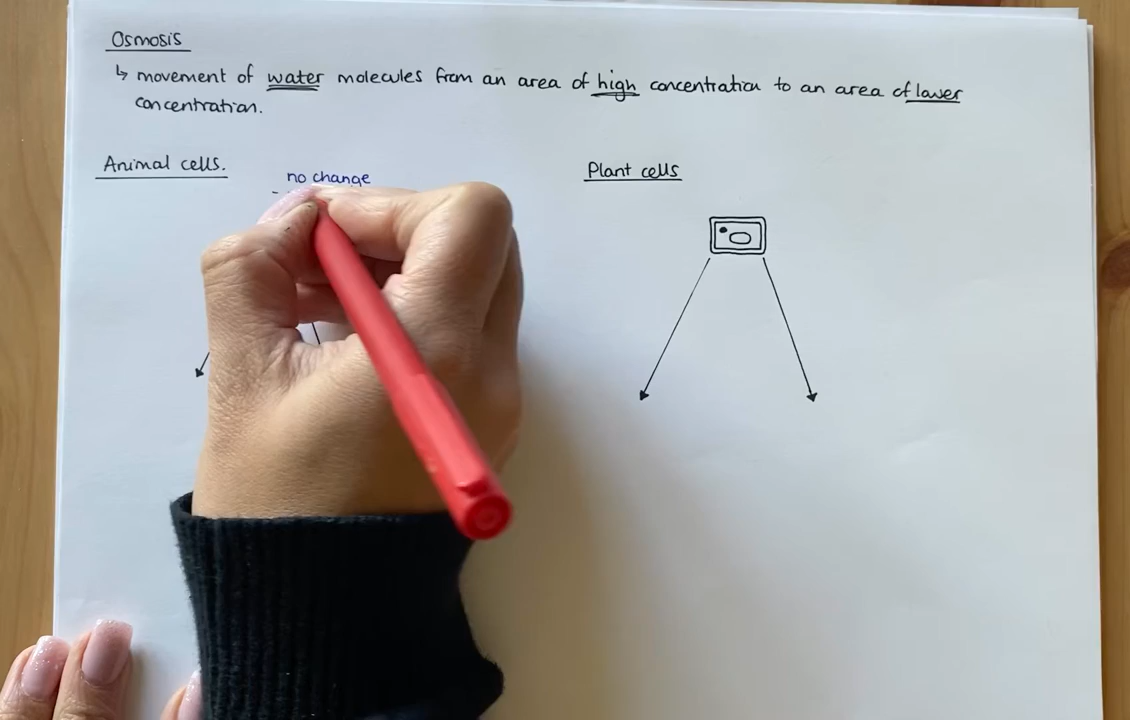 Osmosis
↳ movement of water molecules from an area of high concentration to an area of lower
concentration.
Animal cells.
no change
Plant cells